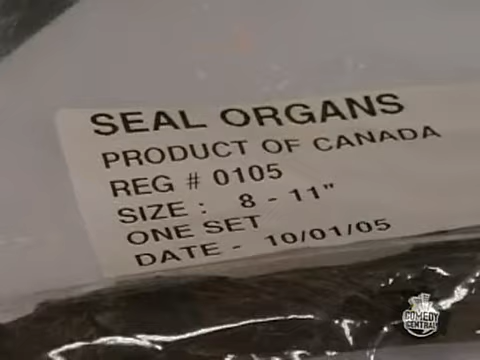 SEAL ORGANS
PRODUCT OF CANADA
REG # 0105
SIZE : 8 - 11"
ONE SET
DATE - 10/01/05
COMEDY
CENTRAL